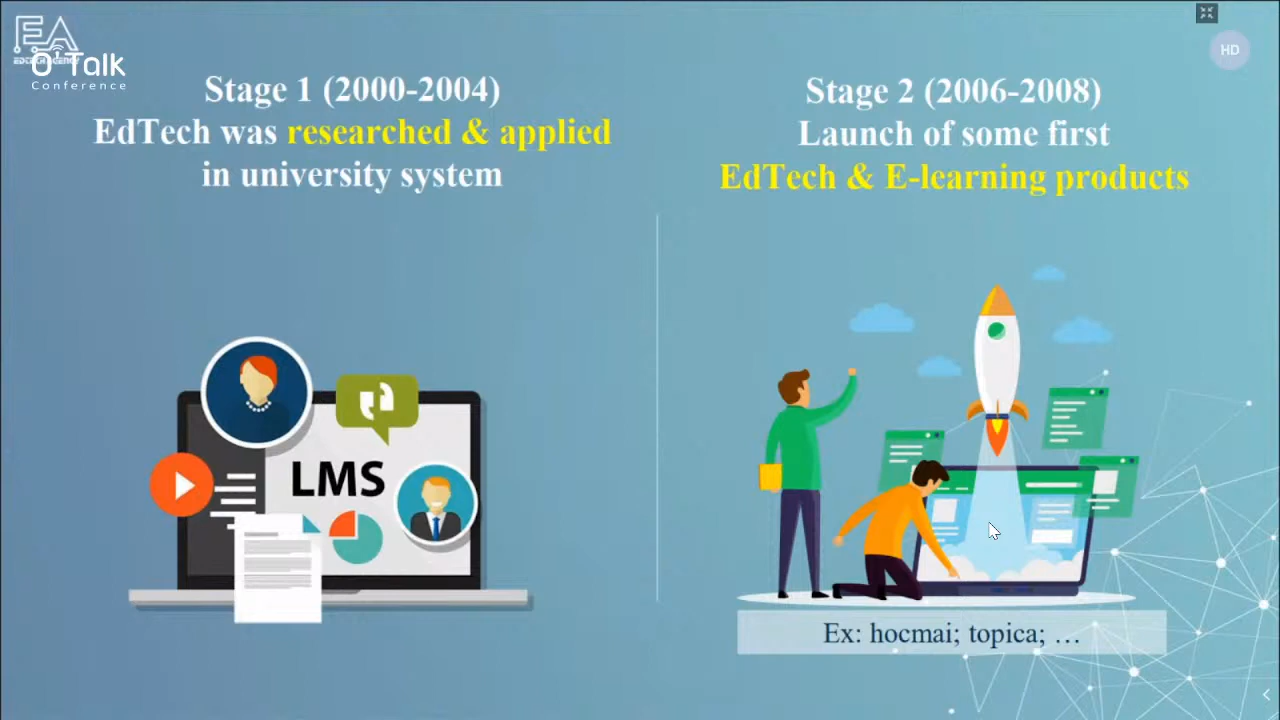 EA
O'Talk
Conference
HD
Stage 1 (2000-2004)
EdTech was researched & applied
in university system
Stage 2 (2006-2008)
Launch of some first
EdTech & E-learning products
LMS
Ex: hocmai; topica; …